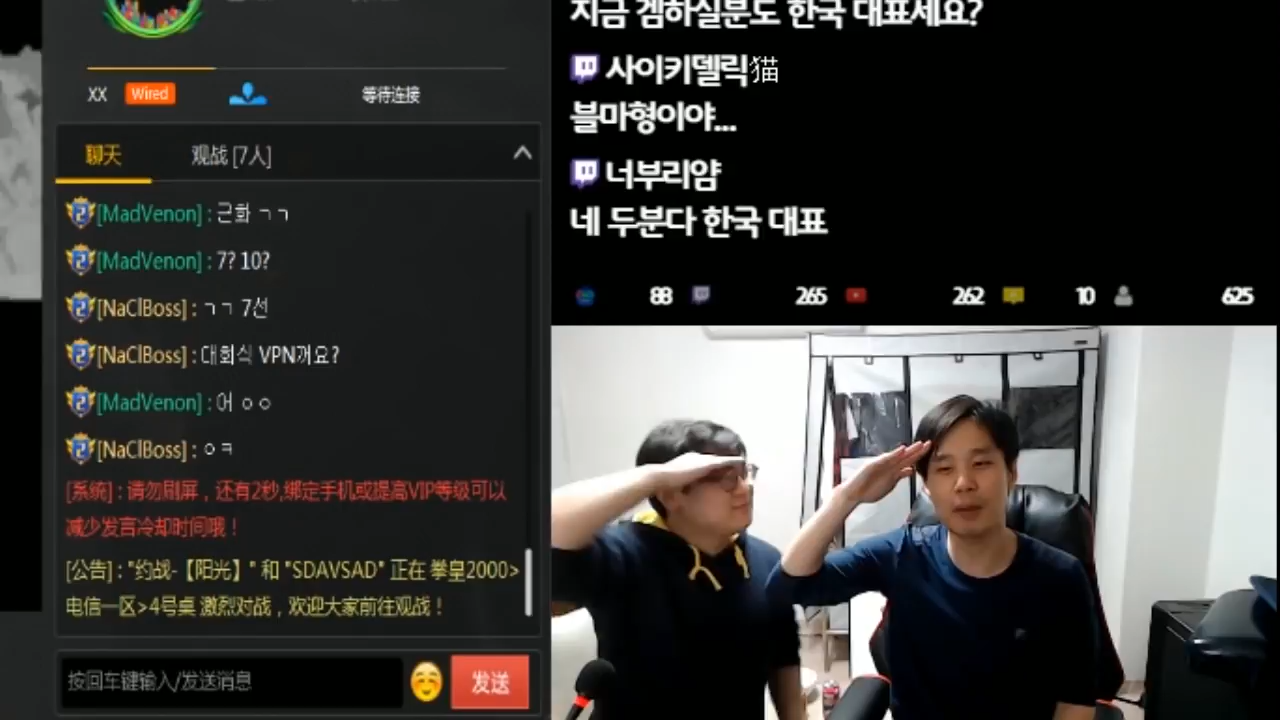 XX Wired 等待连接
聊天 观战 [7人]
[MadVenon] : 근화 ㄱㄱ
[MadVenon] : 7? 10?
[NaClBoss] : ㄱㄱ 7선
[NaClBoss] : 대회식 VPN꺼요?
[MadVenon] : 어 ㅇㅇ
[NaClBoss] : ㅇㅋ
[系统] : 请勿刷屏，还有2秒,绑定手机或提高VIP等级可以
减少发言冷却时间哦！
[公告] : "约战-【阳光】" 和 "SDAVSAD" 正在 拳皇2000>
电信一区>4号桌 激烈对战，欢迎大家前往观战！
按回车键输入/发送消息
发送
지금 겜하실분도 한국 대표세요?
사이키델릭猫
블마형이야...
너부리얌
네 두분다 한국 대표
88 265 262 10 625